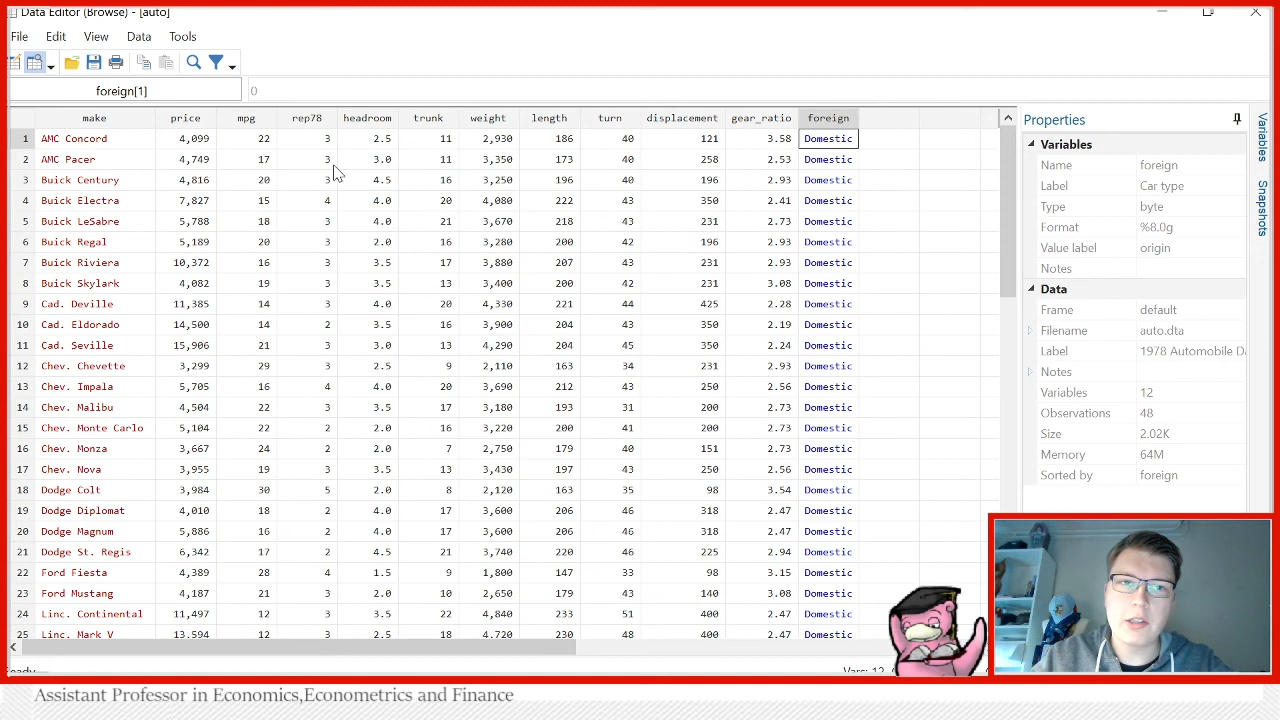 Data Editor (Browse) - [auto]
File Edit View Data Tools
foreign[1] 0
make price mpg rep78 headroom trunk weight length turn displacement gear_ratio foreign
1 AMC Concord 4,099 22 3 2.5 11 2,930 186 40 121 3.58 Domestic
2 AMC Pacer 4,749 17 3 3.0 11 3,350 173 40 258 2.53 Domestic
3 Buick Century 4,816 20 3 4.5 16 3,250 196 40 196 2.93 Domestic
4 Buick Electra 7,827 15 4 4.0 20 4,080 222 43 350 2.41 Domestic
5 Buick LeSabre 5,788 18 3 4.0 21 3,670 218 43 231 2.73 Domestic
6 Buick Regal 5,189 20 3 2.0 16 3,280 200 42 196 2.93 Domestic
7 Buick Riviera 10,372 16 3 3.5 17 3,880 207 43 231 2.93 Domestic
8 Buick Skylark 4,082 19 3 3.5 13 3,400 200 42 231 3.08 Domestic
9 Cad. Deville 11,385 14 3 4.0 20 4,330 221 44 425 2.28 Domestic
10 Cad. Eldorado 14,500 14 2 3.5 16 3,900 204 43 350 2.19 Domestic
11 Cad. Seville 15,906 21 3 3.0 13 4,290 204 45 350 2.24 Domestic
12 Chev. Chevette 3,299 29 3 2.5 9 2,110 163 34 231 2.93 Domestic
13 Chev. Impala 5,705 16 4 4.0 20 3,690 212 43 250 2.56 Domestic
14 Chev. Malibu 4,504 22 3 3.5 17 3,180 193 31 200 2.73 Domestic
15 Chev. Monte Carlo 5,104 22 2 2.0 16 3,220 200 41 200 2.73 Domestic
16 Chev. Monza 3,667 24 2 2.0 7 2,750 179 40 151 2.73 Domestic
17 Chev. Nova 3,955 19 3 3.5 13 3,430 197 43 250 2.56 Domestic
18 Dodge Colt 3,984 30 5 2.0 8 2,120 163 35 98 3.54 Domestic
19 Dodge Diplomat 4,010 18 2 4.0 17 3,600 206 46 318 2.47 Domestic
20 Dodge Magnum 5,886 16 2 4.0 17 3,600 206 46 318 2.47 Domestic
21 Dodge St. Regis 6,342 17 2 4.5 21 3,740 220 46 225 2.94 Domestic
22 Ford Fiesta 4,389 28 4 1.5 9 1,800 147 33 98 3.15 Domestic
23 Ford Mustang 4,187 21 3 2.0 10 2,650 179 43 140 3.08 Domestic
24 Linc. Continental 11,497 12 3 3.5 22 4,840 233 51 400 2.47 Domestic
25 Linc. Mark V 13,594 12 3 2.5 18 4,720 230 48 400 2.47 Domestic
Properties
Variables
Name foreign
Label Car type
Type byte
Format %8.0g
Value label origin
Notes
Data
Frame default
Filename auto.dta
Label 1978 Automobile Da
Notes
Variables 12
Observations 48
Size 2.02K
Memory 64M
Sorted by foreign
Variables
Snapshots
Vars: 12
Assistant Professor in Economics,Econometrics and Finance